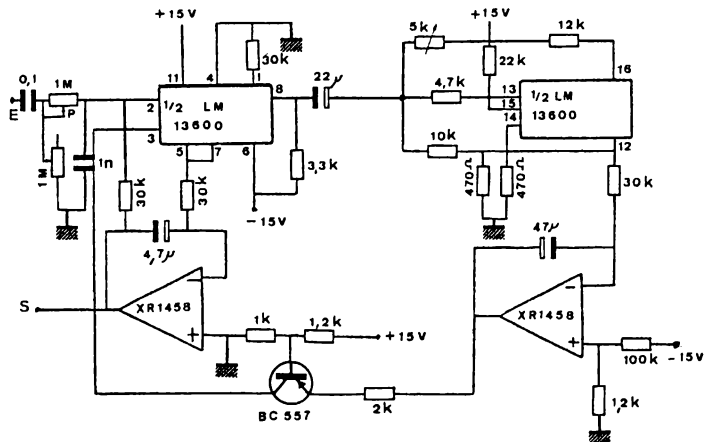 +15V
+15V
5k
12k
30k
22k
0,1
1M
11
4
1
8
22µ
16
E
P
2
1/2 LM
13600
3
4,7k
13
15
14
1/2 LM
13600
12
1M
1n
5
7
6
10k
3,3k
30k
30k
-15V
470Ω
470Ω
30k
4,7µ
47µ
S
XR1458
-
+
1k
1,2k
+15V
XR1458
-
+
100k
-15V
BC 557
2k
1,2k